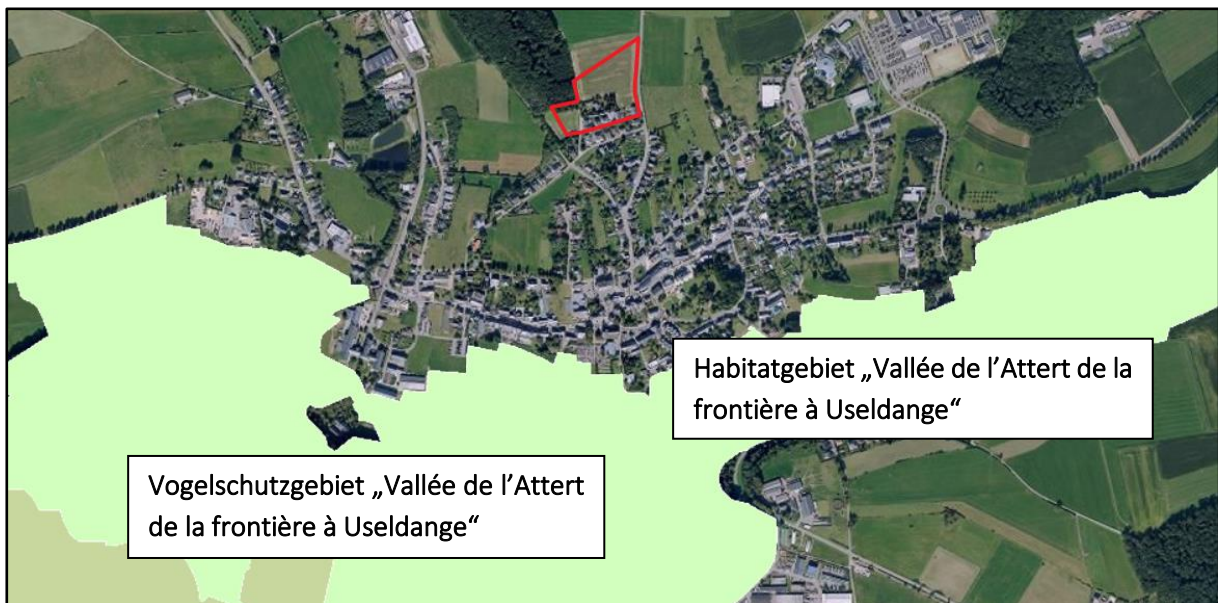 Habitatgebiet „Vallée de l’Attert de la
frontière à Useldange“
Vogelschutzgebiet „Vallée de l’Attert
de la frontière à Useldange“